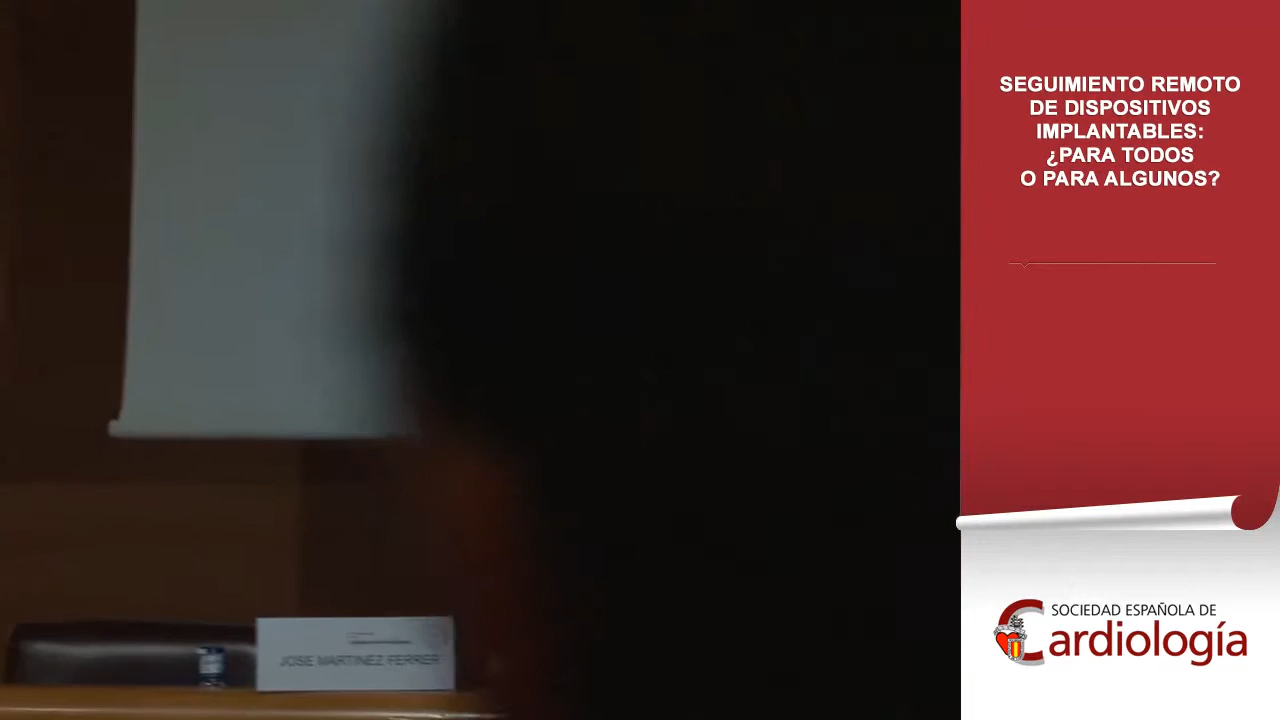 SEGUIMIENTO REMOTO
DE DISPOSITIVOS
IMPLANTABLES:
¿PARA TODOS
O PARA ALGUNOS?
SOCIEDAD ESPAÑOLA DE
Cardiología
JOSE MARTINEZ FERRER